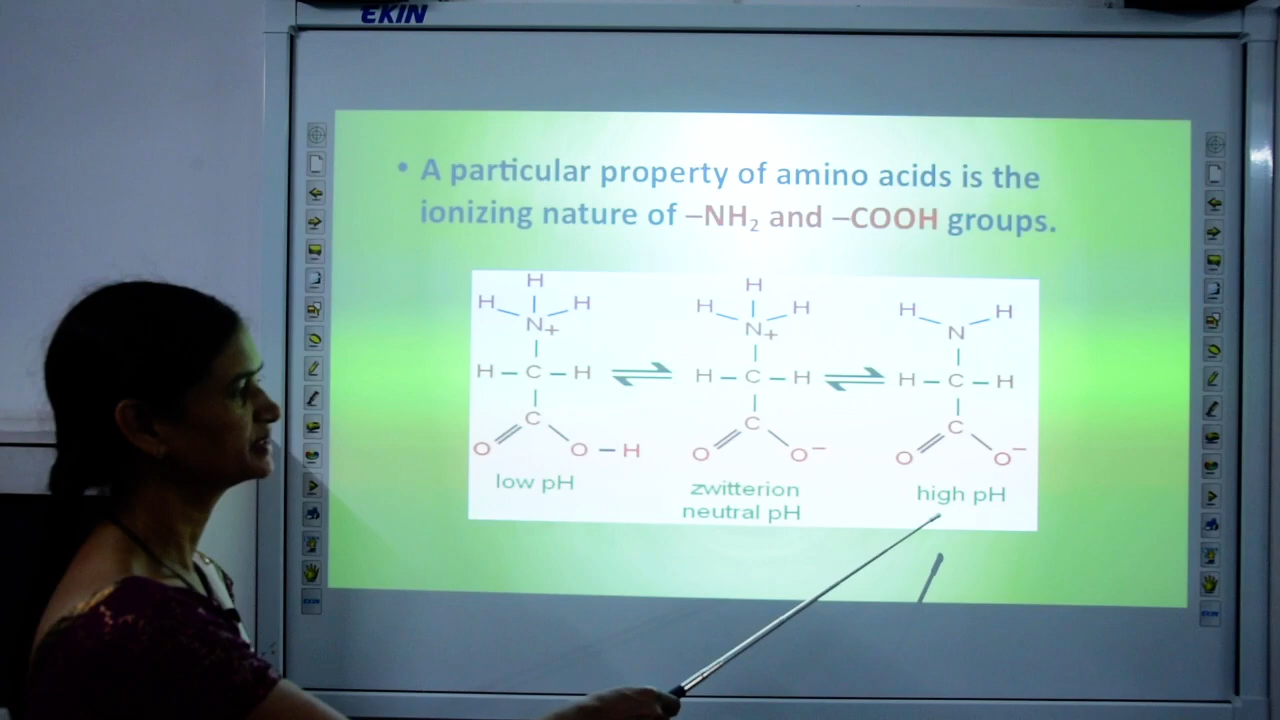 EKIN
• A particular property of amino acids is the
ionizing nature of –NH₂ and –COOH groups.
H H H
H H H H H H
N+ N+ N
H – C – H H – C – H H – C – H
C C C
O O – H O O⁻ O O⁻
low pH zwitterion high pH
neutral pH